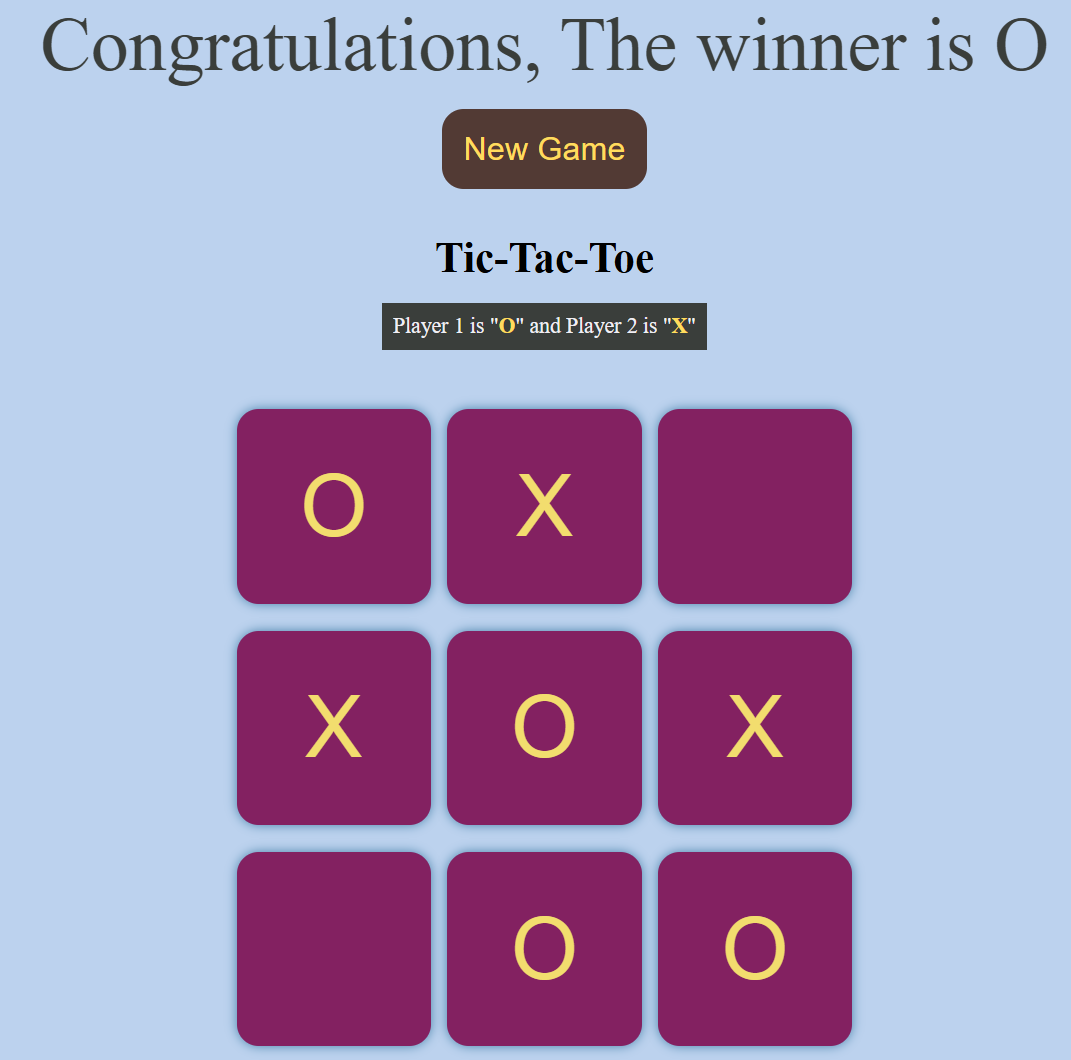 Congratulations, The winner is O
New Game
Tic-Tac-Toe
Player 1 is "O" and Player 2 is "X"
O X
X O X
O O